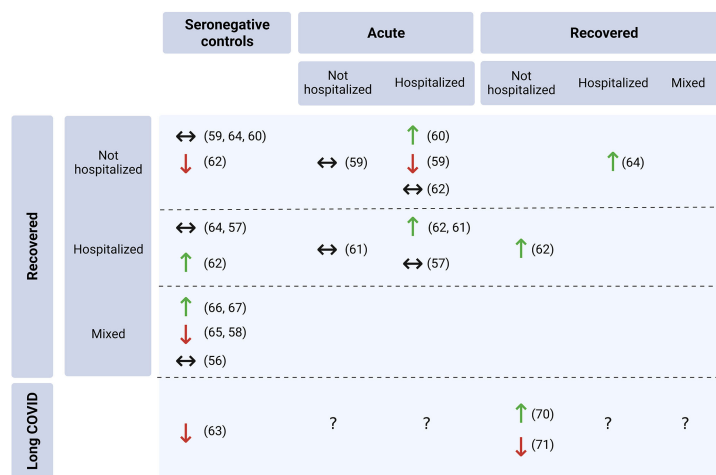 Seronegative
controls
Acute
Recovered
Not
hospitalized
Hospitalized
Not
hospitalized
Hospitalized
Mixed
Recovered
Not
hospitalized
↔ (59, 64, 60)
↓ (62)
↔ (59)
↑ (60)
↓ (59)
↔ (62)
↑ (64)
Hospitalized
↔ (64, 57)
↑ (62)
↔ (61)
↑ (62, 61)
↔ (57)
↑ (62)
Mixed
↑ (66, 67)
↓ (65, 58)
↔ (56)
Long COVID
↓ (63)
?
?
↑ (70)
↓ (71)
?
?